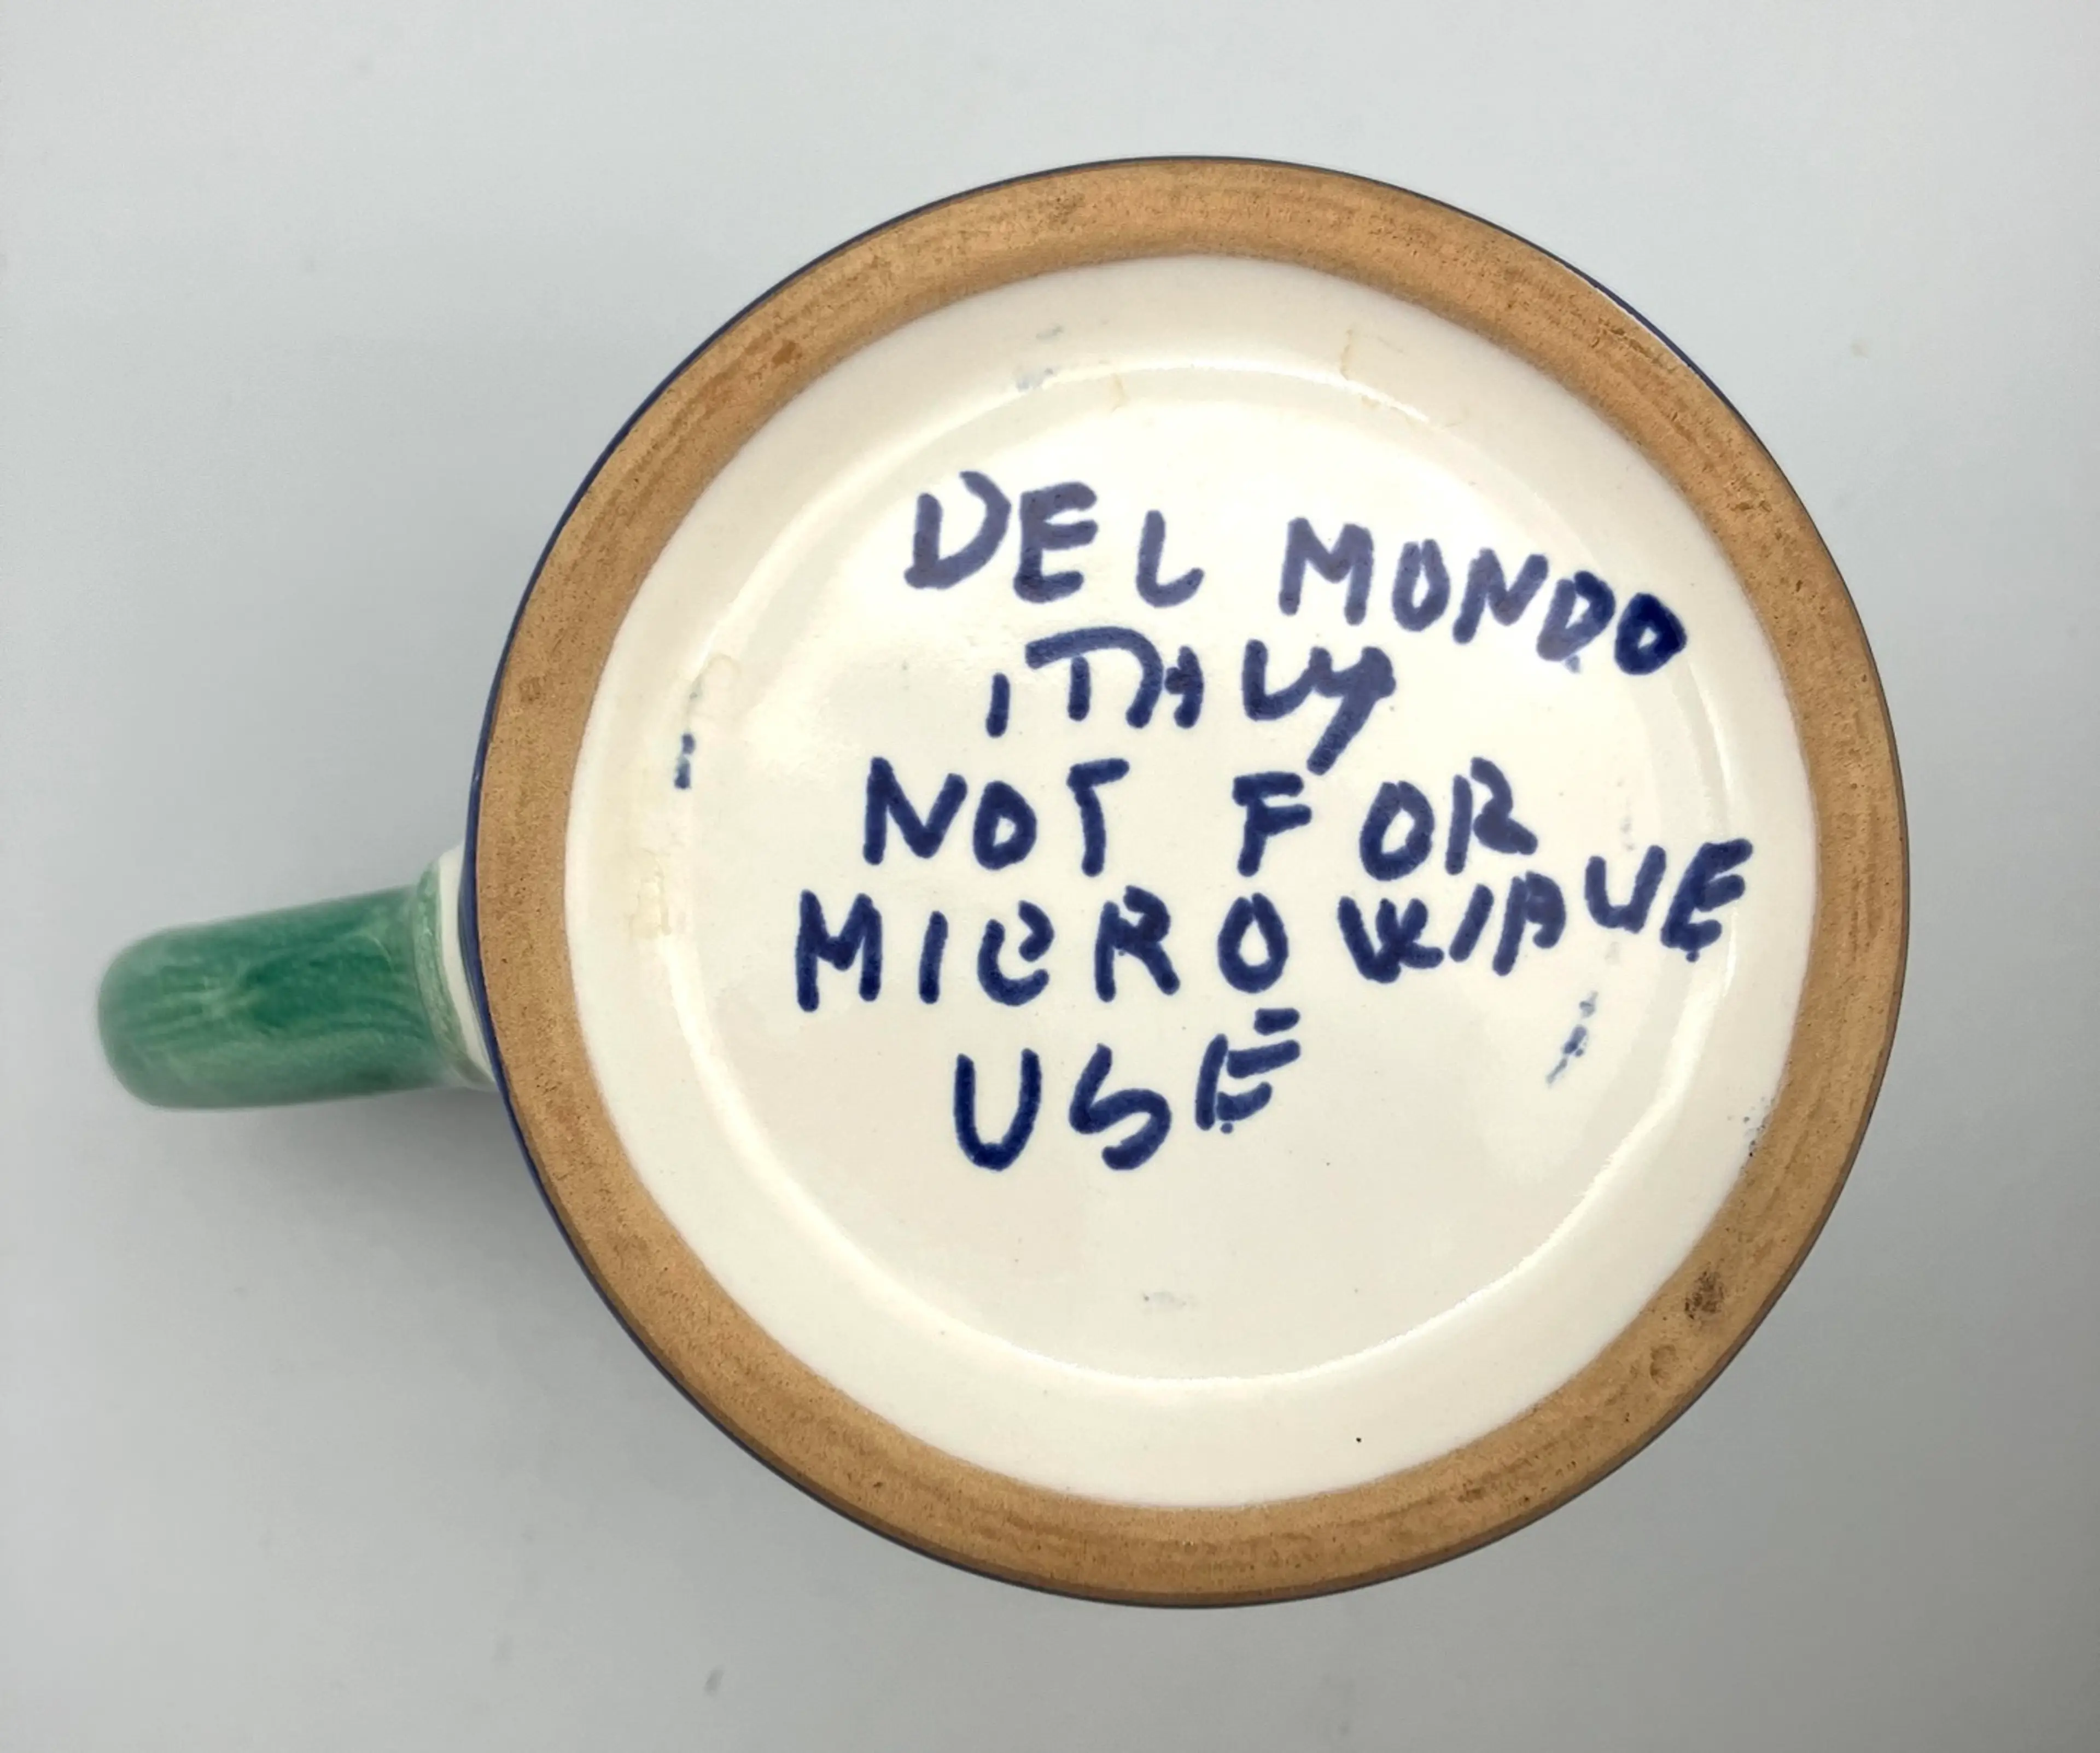 DEL MONDO
ITALY
NOT FOR
MICROWAVE
USE